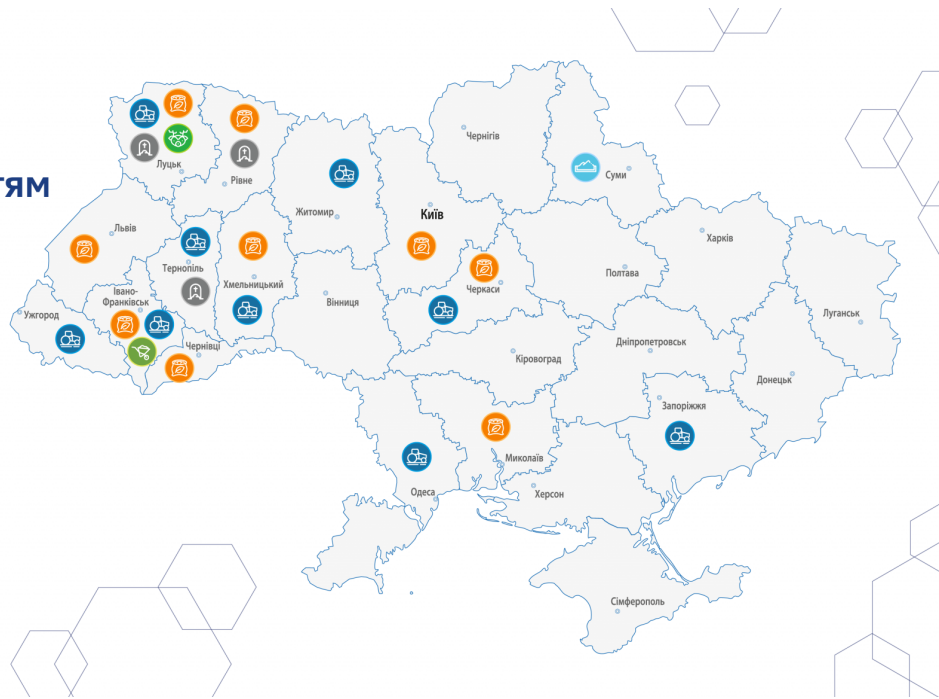 тям
Чернігів
Луцьк
Рівне
Суми
Житомир
Київ
Львів
Харків
Тернопіль
Хмельницький
Полтава
Черкаси
Івано-
Франківськ
Вінниця
Ужгород
Луганськ
Чернівці
Дніпропетровськ
Кіровоград
Донецьк
Запоріжжя
Миколаїв
Одеса
Херсон
Сімферополь